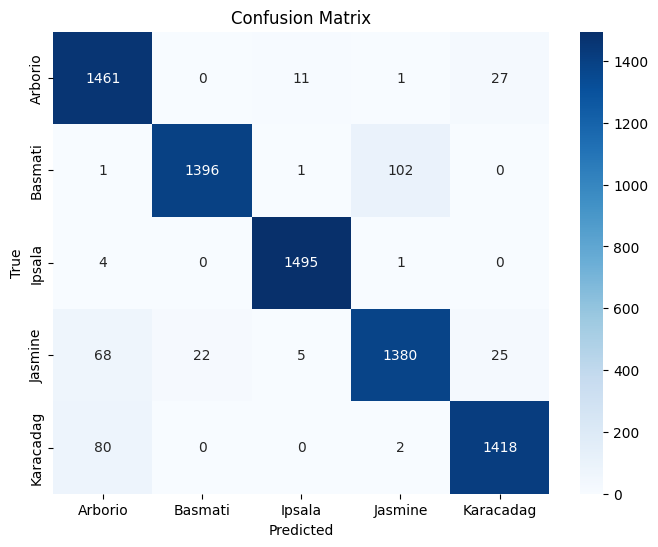 Confusion Matrix
Arborio 1461 0 11 1 27
Basmati 1 1396 1 102 0
Ipsala 4 0 1495 1 0
Jasmine 68 22 5 1380 25
Karacadag 80 0 0 2 1418
True
Arborio Basmati Ipsala Jasmine Karacadag
Predicted
1400
1200
1000
800
600
400
200
0